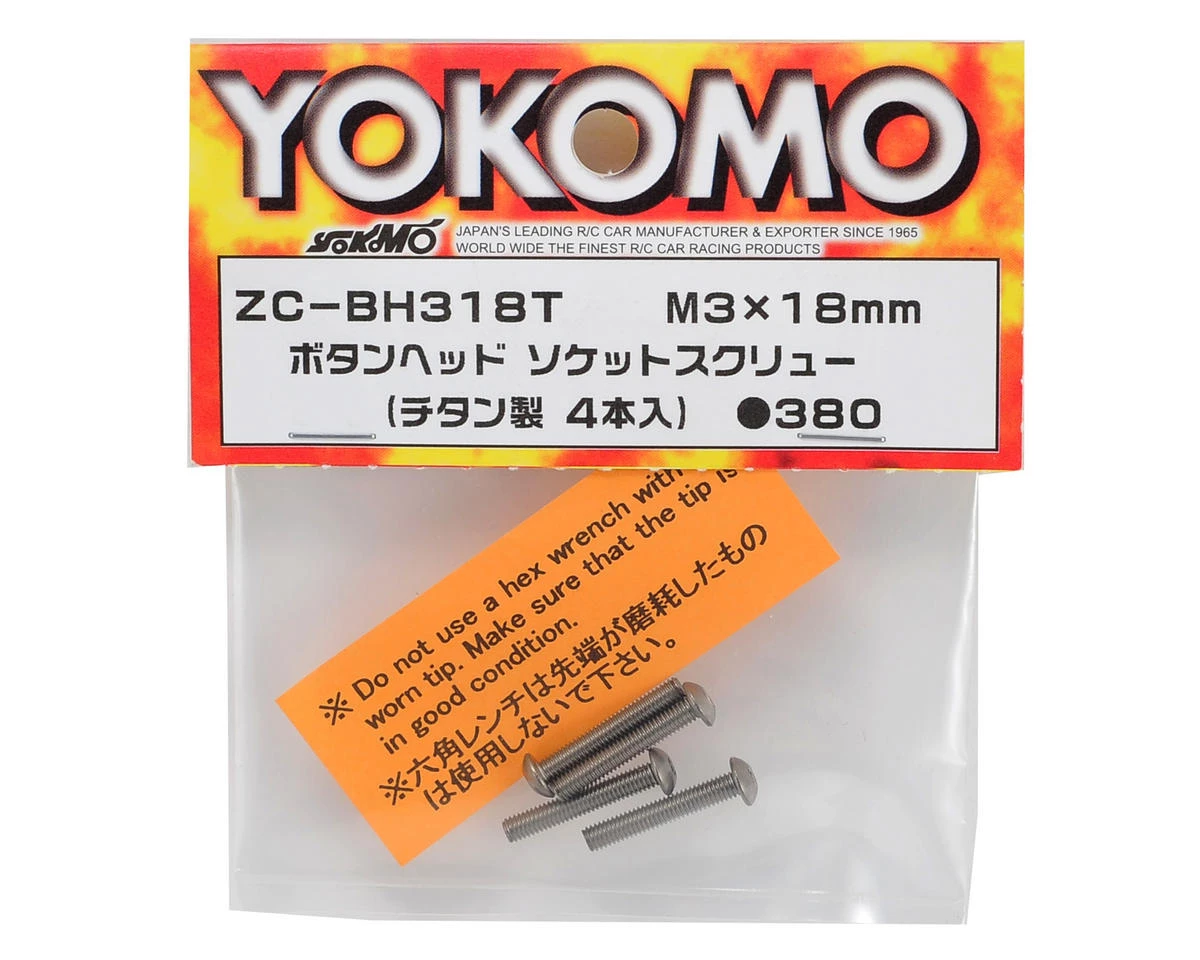 YOKOMO
YOKOMO
JAPAN'S LEADING R/C CAR MANUFACTURER & EXPORTER SINCE 1965
WORLD WIDE THE FINEST R/C CAR RACING PRODUCTS
ZC-BH318T M3×18mm
ボタンヘッド ソケットスクリュー
(チタン製 4本入) ●380
※ Do not use a hex wrench with
worn tip. Make sure that the tip is
in good condition.
※六角レンチは先端が磨耗したもの
は使用しないで下さい。